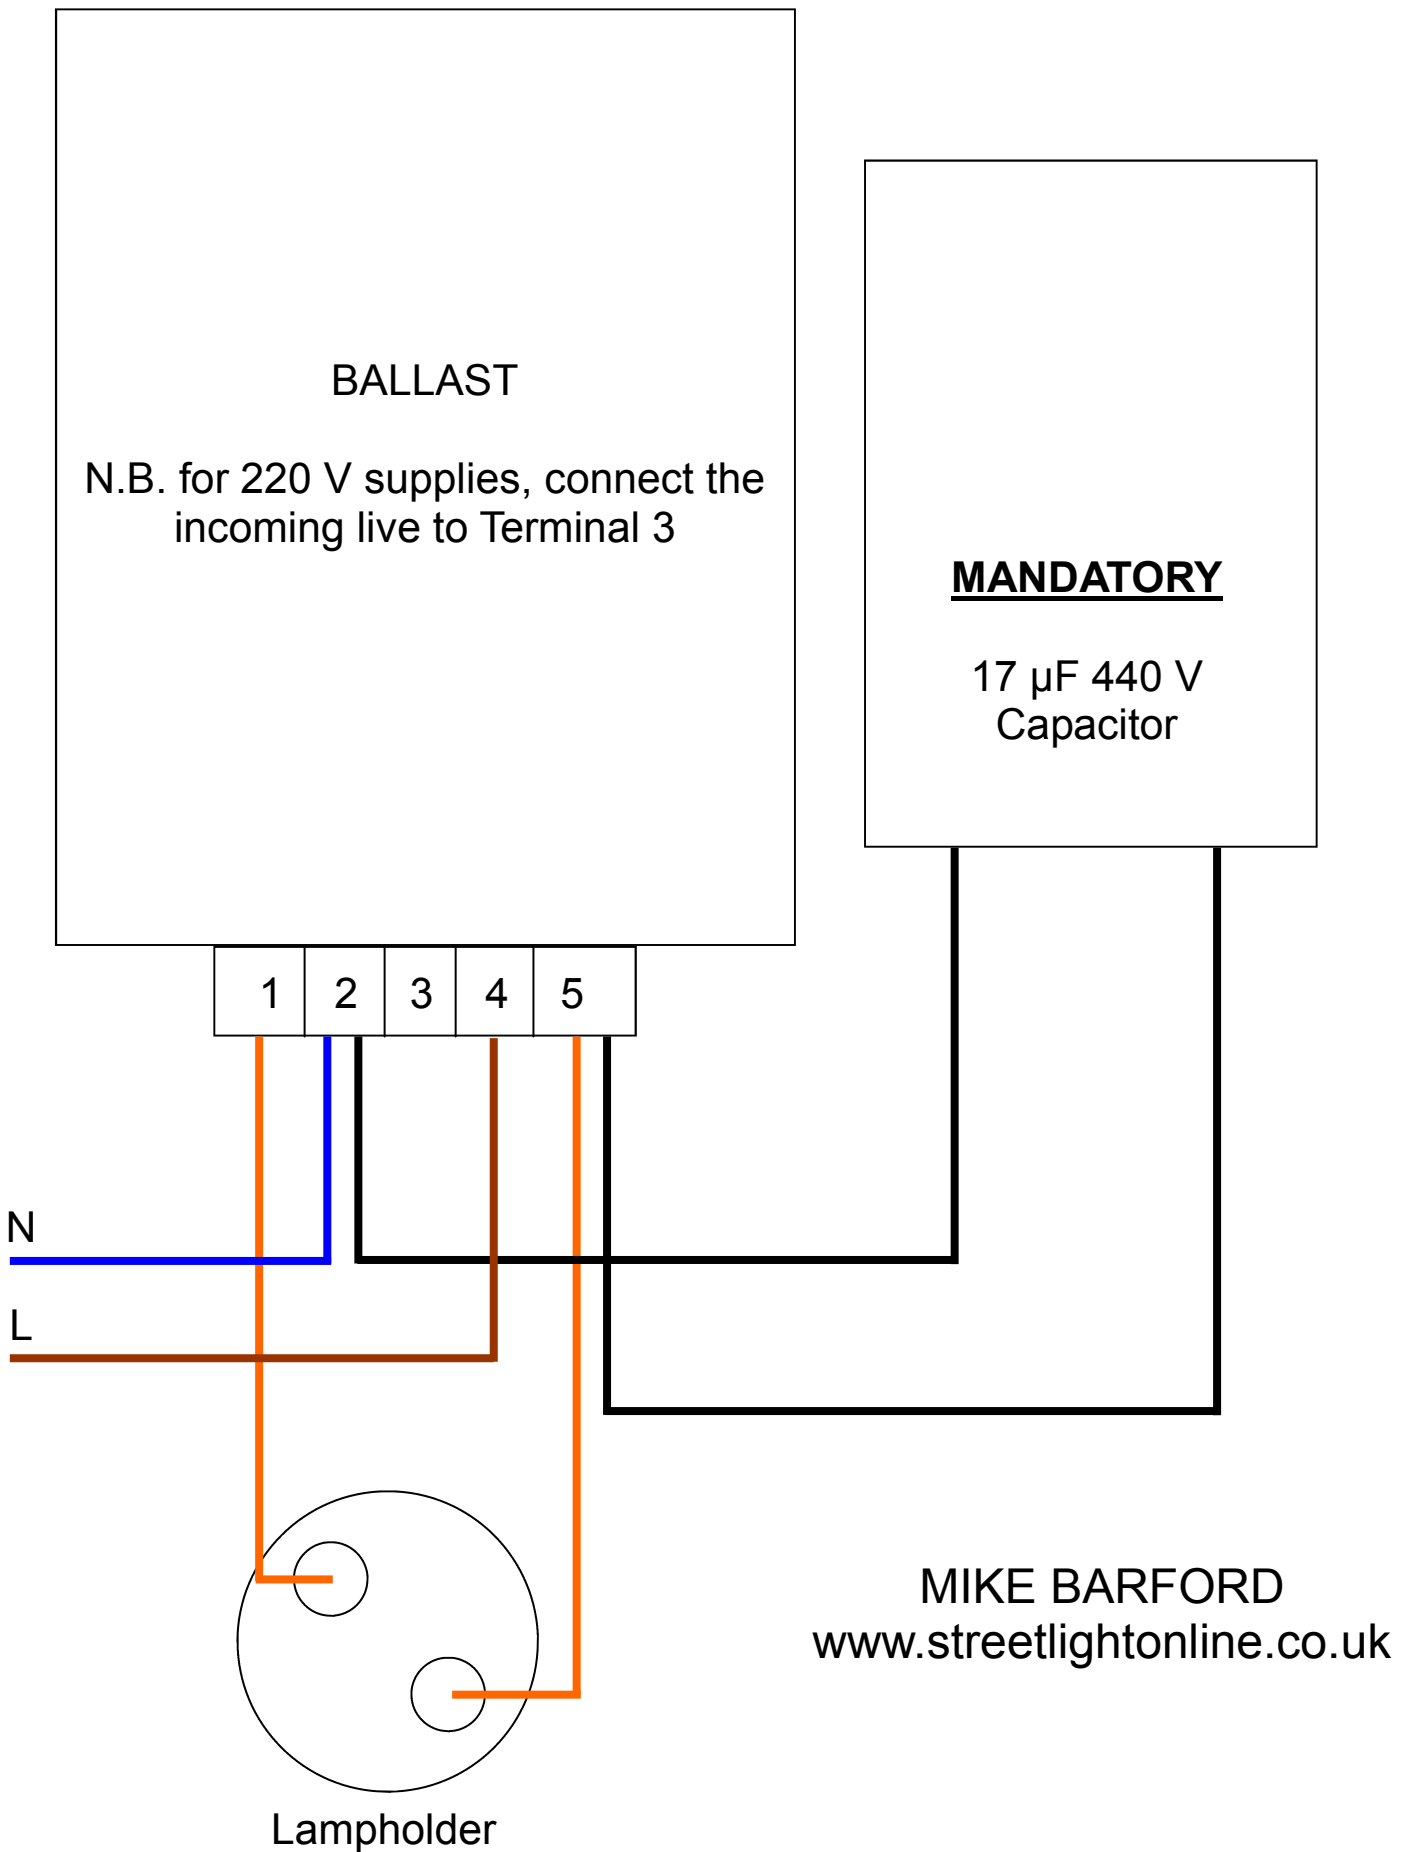 BALLAST
N.B. for 220 V supplies, connect the
incoming live to Terminal 3
MANDATORY
17 µF 440 V
Capacitor
1 2 3 4 5
N
L
MIKE BARFORD
www.streetlightonline.co.uk
Lampholder